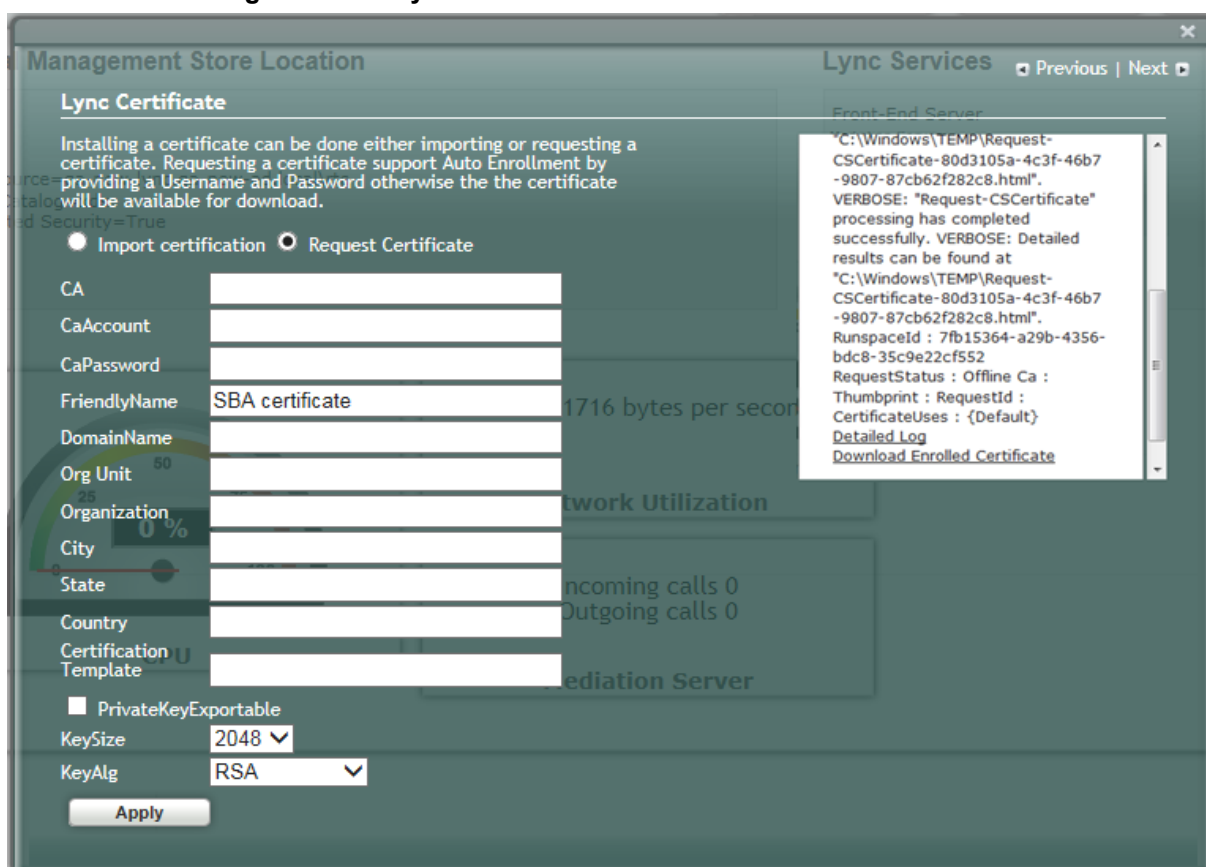 Management Store Location
Lync Services
Previous | Next
Lync Certificate
Front-End Server
Installing a certificate can be done either importing or requesting a
certificate. Requesting a certificate support Auto Enrollment by
providing a Username and Password otherwise the the certificate
will be available for download.
ed Security=True
Import certification
Request Certificate
CA
CaAccount
CaPassword
FriendlyName SBA certificate
DomainName
Org Unit
Organization
City
State
Country
Certification
Template
PrivateKeyExportable
KeySize 2048
KeyAlg RSA
Apply
"C:\Windows\TEMP\Request-
CSCertificate-80d3105a-4c3f-46b7
-9807-87cb62f282c8.html".
VERBOSE: "Request-CSCertificate"
processing has completed
successfully. VERBOSE: Detailed
results can be found at
"C:\Windows\TEMP\Request-
CSCertificate-80d3105a-4c3f-46b7
-9807-87cb62f282c8.html".
RunspaceId : 7fb15364-a29b-4356-
bdc8-35c9e22cf552
RequestStatus : Offline Ca :
Thumbprint : RequestId :
CertificateUses : {Default}
Detailed Log
Download Enrolled Certificate
1716 bytes per secon
twork Utilization
ncoming calls 0
Outgoing calls 0
ediation Server
50
25
0 %
0
CPU